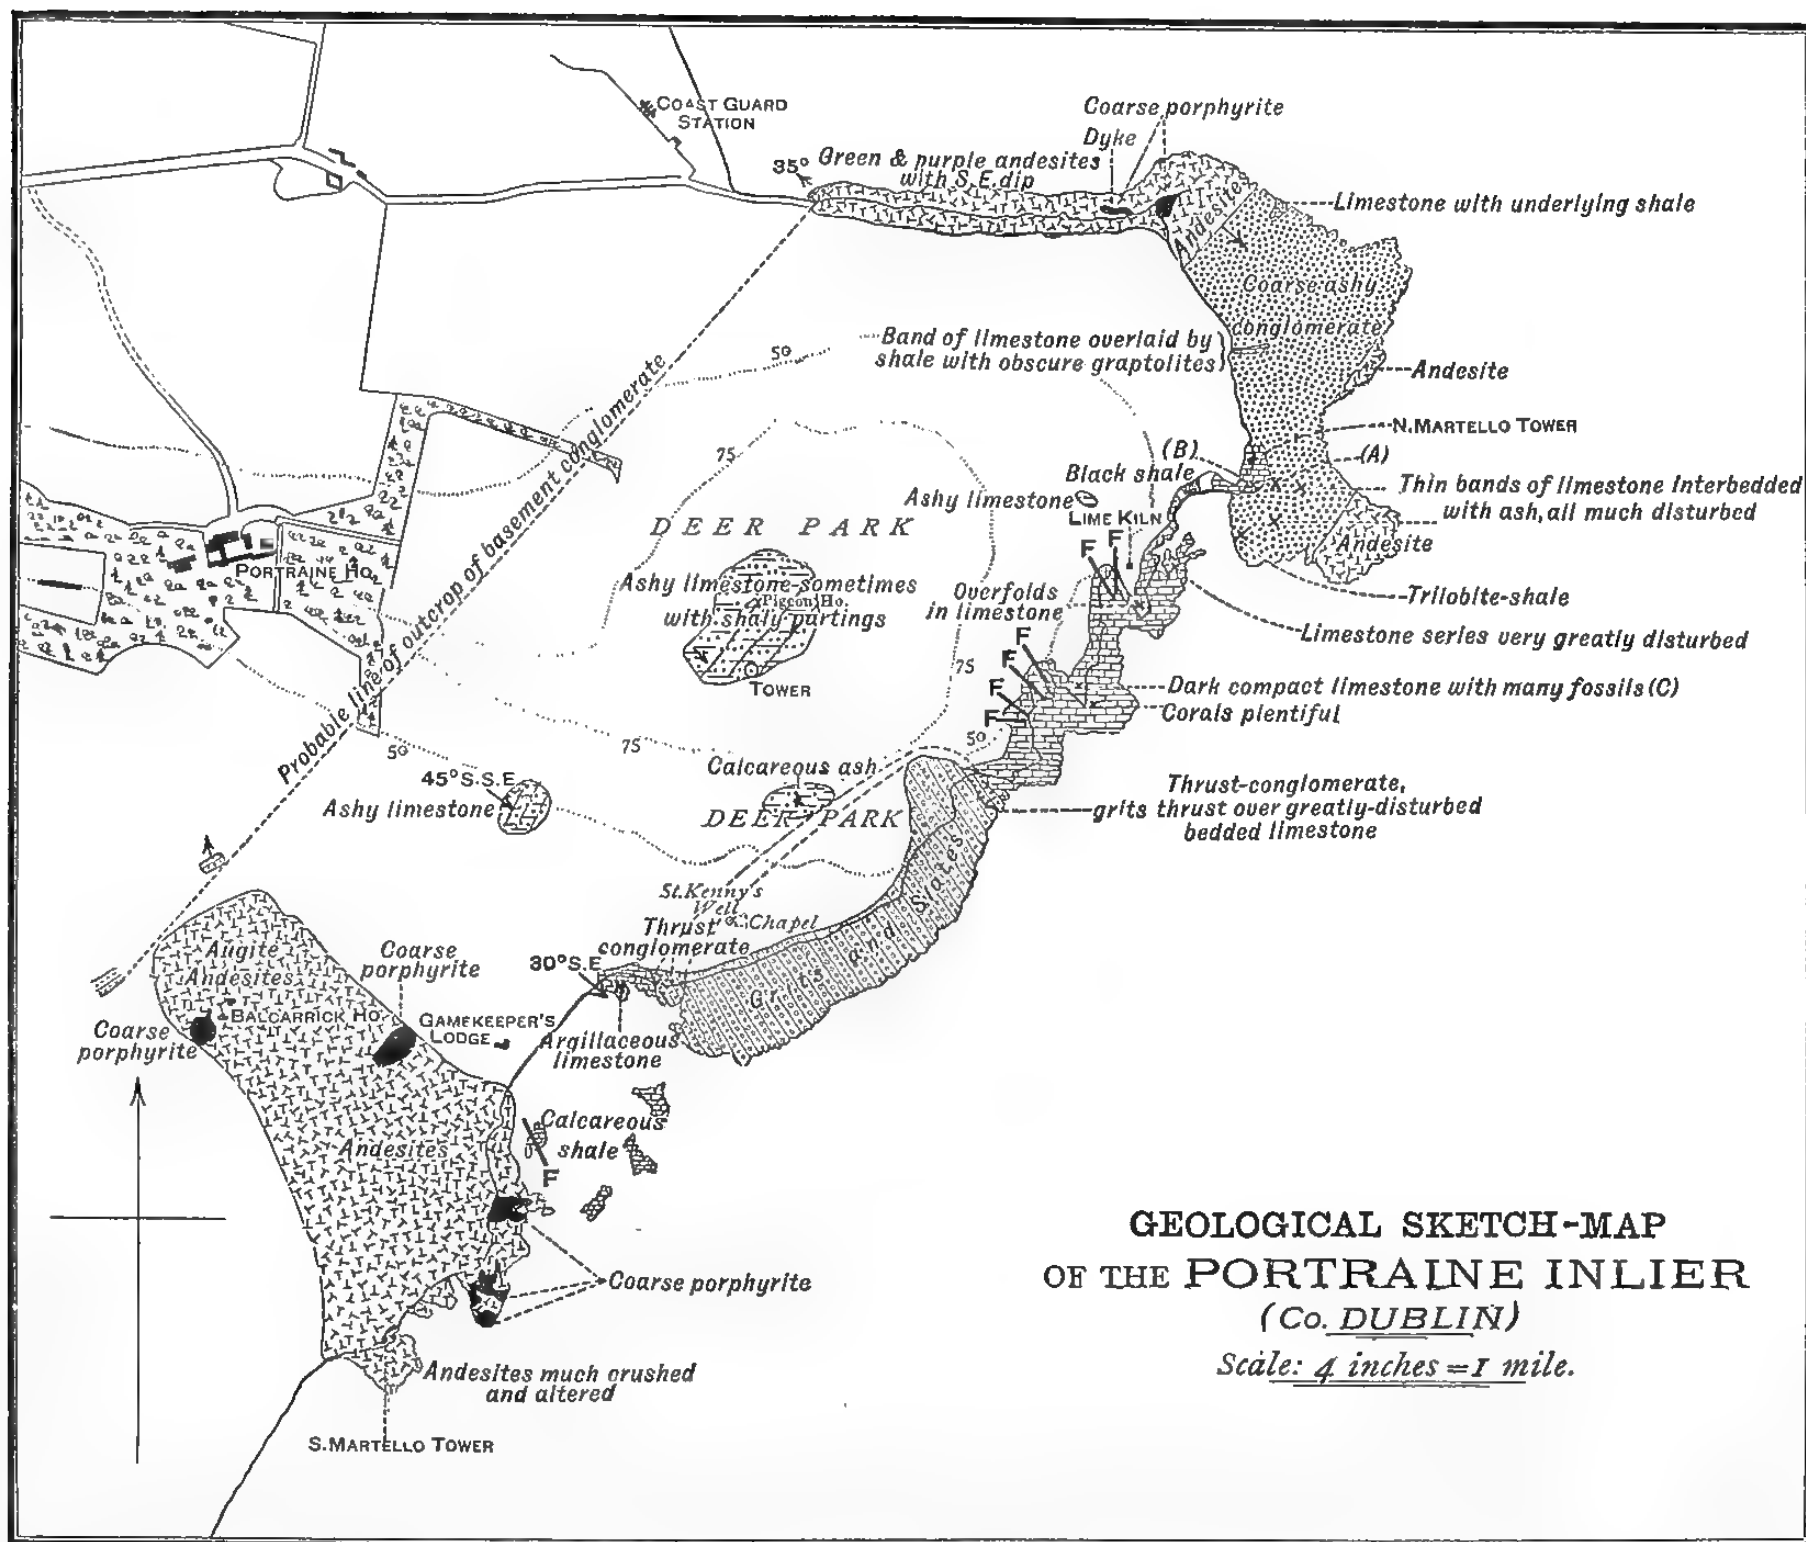 COAST GUARD
STATION
Coarse porphyrite
Dyke
35° Green & purple andesites
with S.E. dip
Andesite
Limestone with underlying shale
Coarse ashy
conglomerate
Band of limestone overlaid by
shale with obscure graptolites
50
Andesite
N. MARTELLO TOWER
(A)
(B)
Black shale
75
Ashy limestone
Thin bands of limestone interbedded
with ash, all much disturbed
LIME KILN
DEER PARK
F
F
Andesite
PORTRAINE HO.
Ashy limestone sometimes
Pigeon Ho.
with shaly partings
Overfolds
in limestone
Trilobite-shale
Limestone series very greatly disturbed
F
F
F
F
75
TOWER
Dark compact limestone with many fossils (C)
Corals plentiful
Probable line of outcrop of basement conglomerate
50
75
50
45° S.S.E.
Ashy limestone
Calcareous ash
DEER PARK
Thrust-conglomerate,
grits thrust over greatly-disturbed
bedded limestone
St. Kenny's
Well
Chapel
Thrust
conglomerate
Grits and Slates
30° S.E.
Augite
Andesites
Coarse
porphyrite
BALCARRICK HO.
Coarse
porphyrite
GAMEKEEPER'S
LODGE
Argillaceous
limestone
Calcareous
shale
F
Andesites
Coarse porphyrite
Andesites much crushed
and altered
S. MARTELLO TOWER
GEOLOGICAL SKETCH-MAP
OF THE PORTRAINE INLIER
(Co. DUBLIN)
Scale: 4 inches = 1 mile.